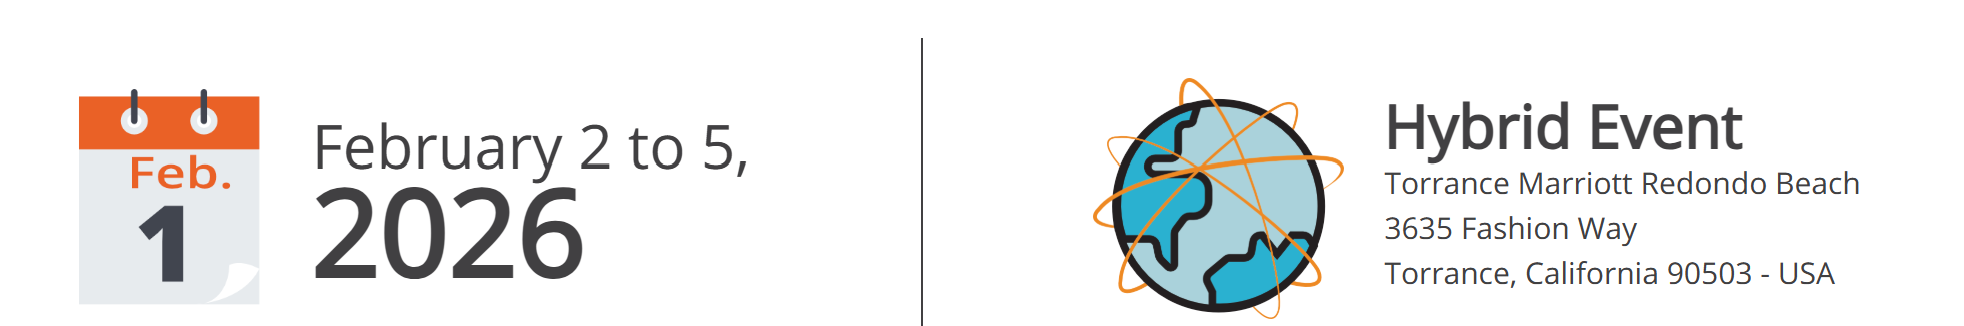 Feb.
1
February 2 to 5,
2026
Hybrid Event
Torrance Marriott Redondo Beach
3635 Fashion Way
Torrance, California 90503 - USA